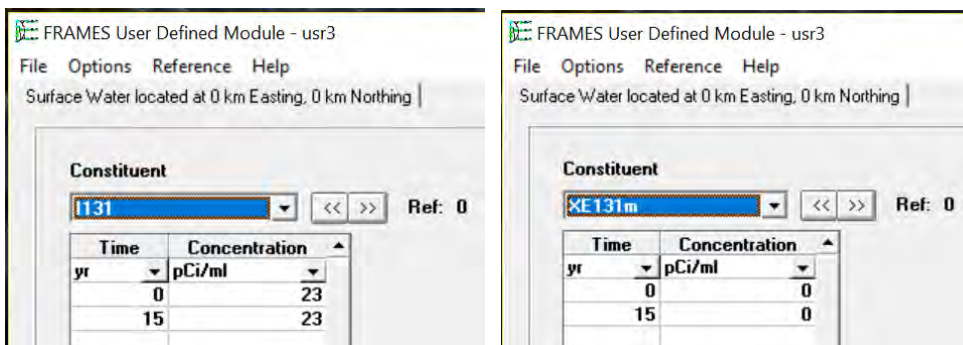 FRAMES User Defined Module - usr3
File Options Reference Help
Surface Water located at 0 km Easting, 0 km Northing
Constituent
I131 << >> Ref: 0
Time Concentration
yr pCi/ml
0 23
15 23
FRAMES User Defined Module - usr3
File Options Reference Help
Surface Water located at 0 km Easting, 0 km Northing
Constituent
XE131m << >> Ref: 0
Time Concentration
yr pCi/ml
0 0
15 0